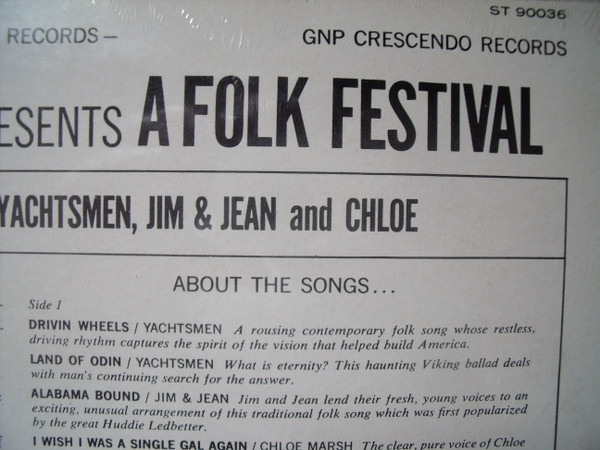 ST 90036
RECORDS —
GNP CRESCENDO RECORDS
ESENTS A FOLK FESTIVAL
YACHTSMEN, JIM & JEAN and CHLOE
ABOUT THE SONGS...
Side 1
DRIVIN WHEELS / YACHTSMEN A rousing contemporary folk song whose restless,
driving rhythm captures the spirit of the vision that helped build America.
LAND OF ODIN / YACHTSMEN What is eternity? This haunting Viking ballad deals
with man's continuing search for the answer.
ALABAMA BOUND / JIM & JEAN Jim and Jean lend their fresh, young voices to an
exciting, unusual arrangement of this traditional folk song which was first popularized
by the great Huddie Ledbetter.
I WISH I WAS A SINGLE GAL AGAIN / CHLOE MARSH The clear, pure voice of Chloe